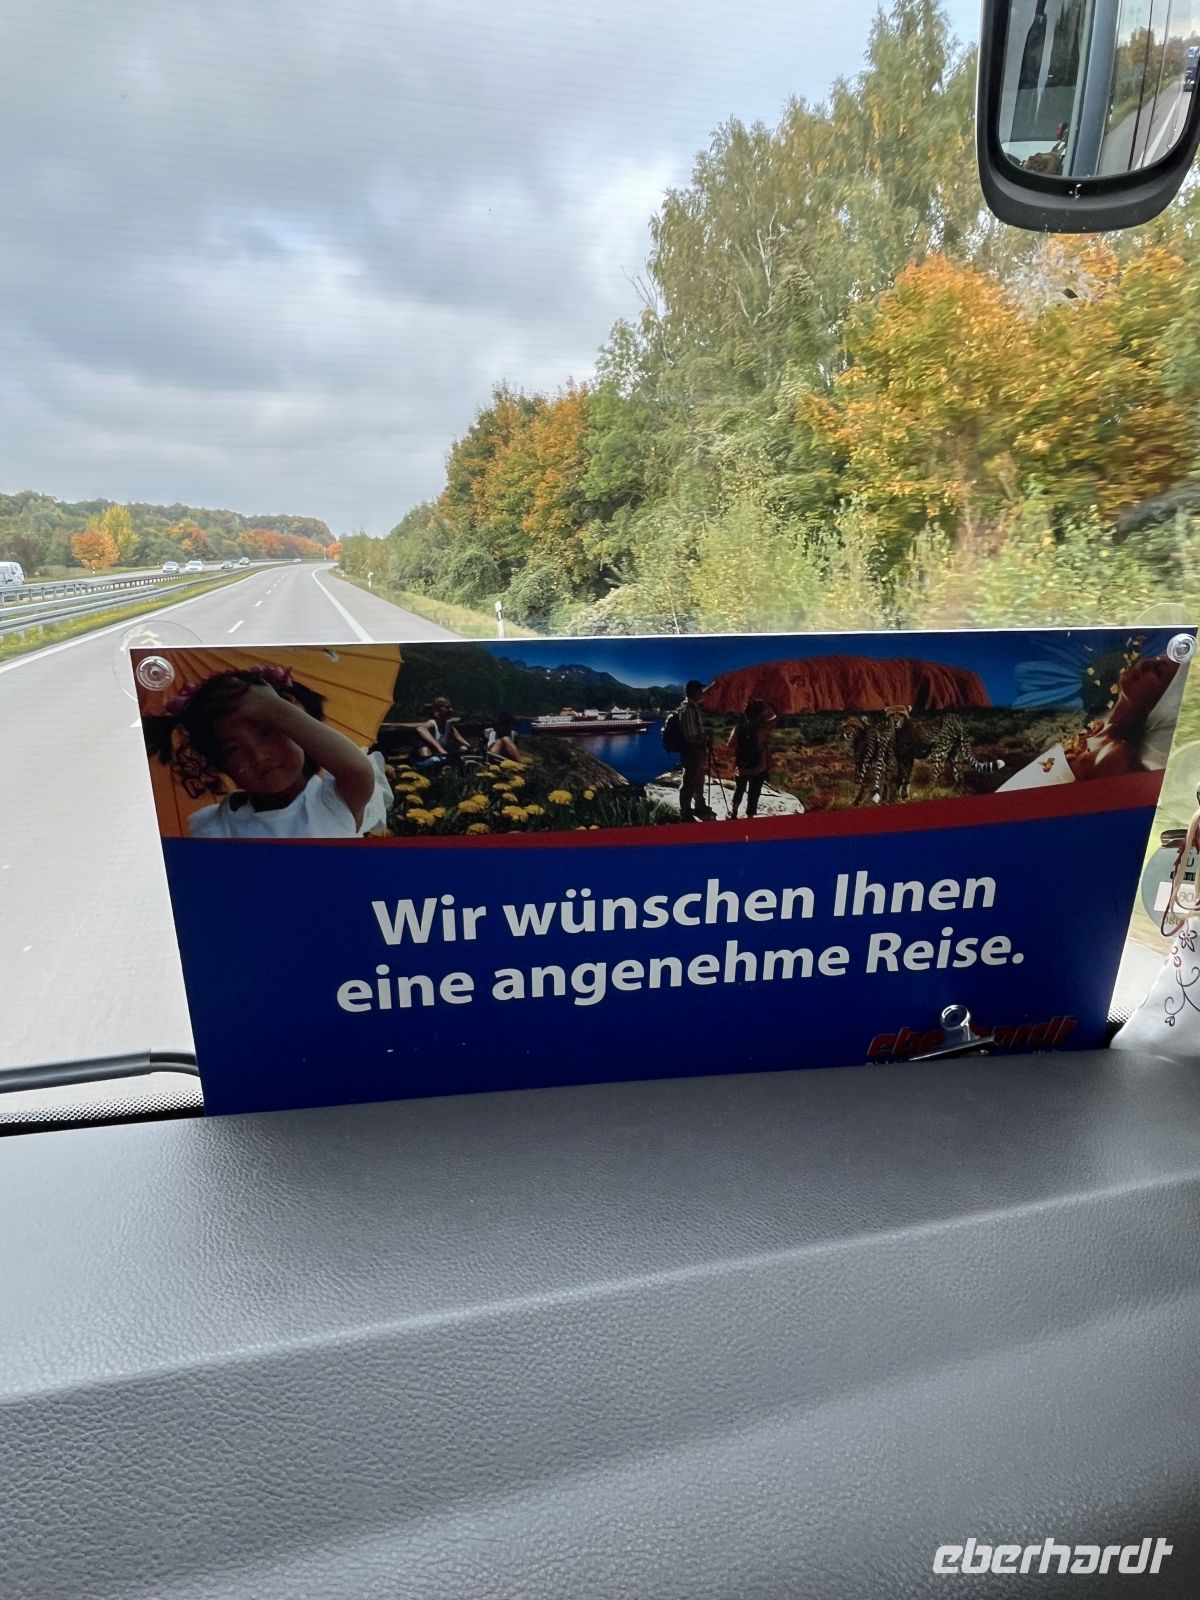 Wir wünschen Ihnen
eine angenehme Reise.
eberhardt